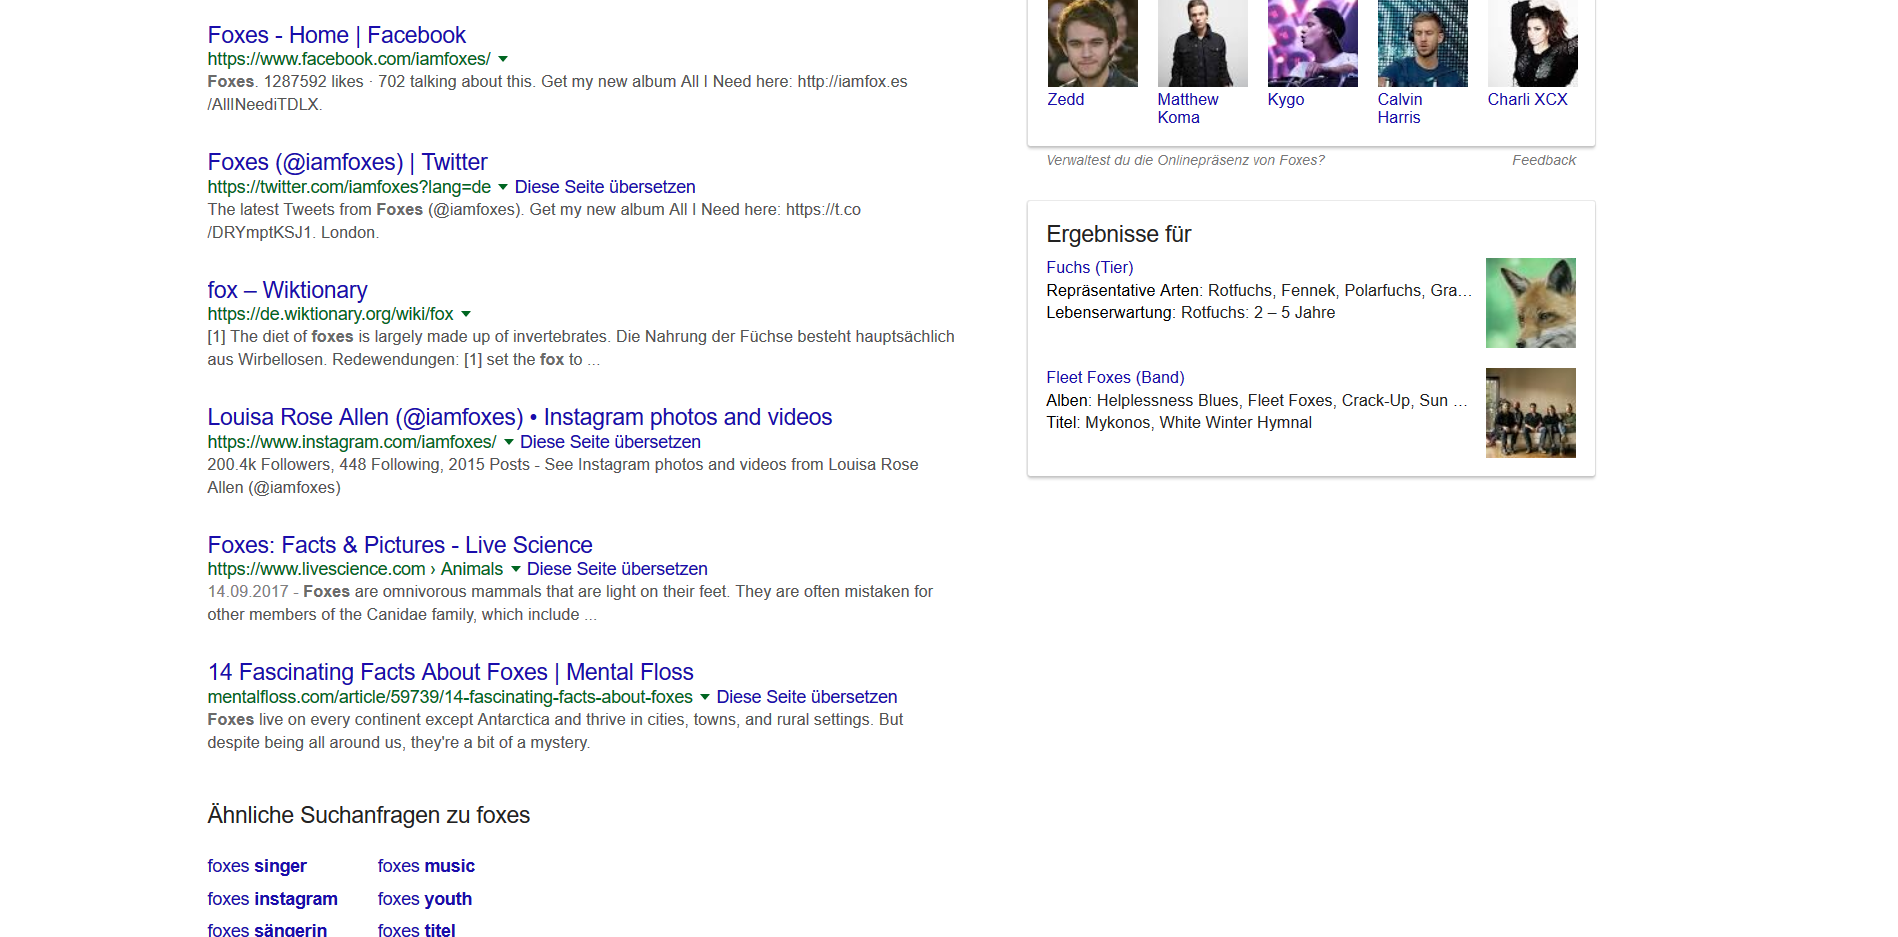 Foxes - Home | Facebook
https://www.facebook.com/iamfoxes/
Foxes. 1287592 likes · 702 talking about this. Get my new album All I Need here: http://iamfox.es
/AllINeediTDLX.
Foxes (@iamfoxes) | Twitter
https://twitter.com/iamfoxes?lang=de Diese Seite übersetzen
The latest Tweets from Foxes (@iamfoxes). Get my new album All I Need here: https://t.co
/DRYmptKSJ1. London.
fox – Wiktionary
https://de.wiktionary.org/wiki/fox
[1] The diet of foxes is largely made up of invertebrates. Die Nahrung der Füchse besteht hauptsächlich
aus Wirbellosen. Redewendungen: [1] set the fox to ...
Louisa Rose Allen (@iamfoxes) • Instagram photos and videos
https://www.instagram.com/iamfoxes/ Diese Seite übersetzen
200.4k Followers, 448 Following, 2015 Posts - See Instagram photos and videos from Louisa Rose
Allen (@iamfoxes)
Foxes: Facts & Pictures - Live Science
https://www.livescience.com › Animals Diese Seite übersetzen
14.09.2017 - Foxes are omnivorous mammals that are light on their feet. They are often mistaken for
other members of the Canidae family, which include ...
14 Fascinating Facts About Foxes | Mental Floss
mentalfloss.com/article/59739/14-fascinating-facts-about-foxes Diese Seite übersetzen
Foxes live on every continent except Antarctica and thrive in cities, towns, and rural settings. But
despite being all around us, they're a bit of a mystery.
Ähnliche Suchanfragen zu foxes
foxes singer
foxes music
foxes instagram
foxes youth
foxes sängerin
foxes titel
Zedd
Matthew
Koma
Kygo
Calvin
Harris
Charli XCX
Verwaltest du die Onlinepräsenz von Foxes?
Feedback
Ergebnisse für
Fuchs (Tier)
Repräsentative Arten: Rotfuchs, Fennek, Polarfuchs, Gra…
Lebenserwartung: Rotfuchs: 2 – 5 Jahre
Fleet Foxes (Band)
Alben: Helplessness Blues, Fleet Foxes, Crack-Up, Sun …
Titel: Mykonos, White Winter Hymnal